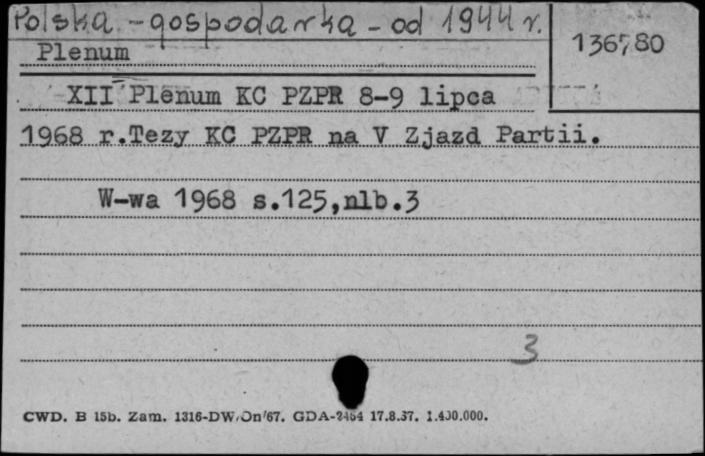 Polska - gospodarka - od 1944 r.
136780
Plenum
XII Plenum KC PZPR 8-9 lipca
1968 r.Tezy KC PZPR na V Zjazd Partii.
W-wa 1968 s.125,nlb.3
3
CWD. B 15b. Zam. 1316-DW/On/67. GDA- 17.8.67. 1.400.000.